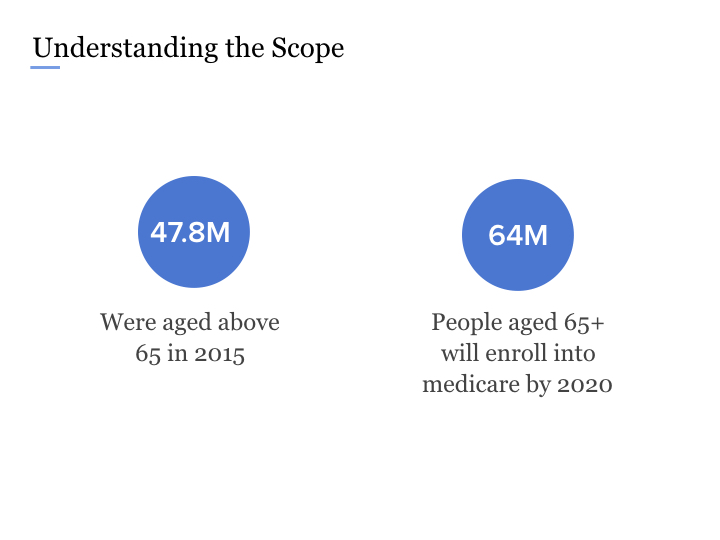 Understanding the Scope
47.8M
Were aged above
65 in 2015
64M
People aged 65+
will enroll into
medicare by 2020